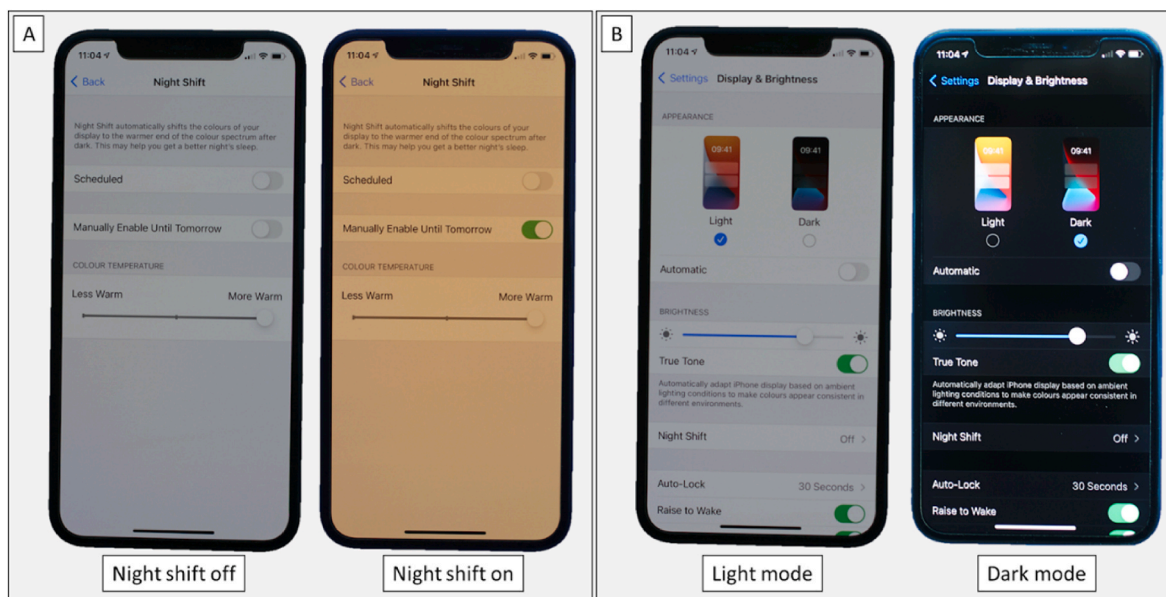 A
11:04
Back
Night Shift
Night Shift automatically shifts the colours of your
display to the warmer end of the colour spectrum after
dark. This may help you get a better night's sleep.
Scheduled
Manually Enable Until Tomorrow
COLOUR TEMPERATURE
Less Warm More Warm
Night shift off
11:04
Back
Night Shift
Night Shift automatically shifts the colours of your
display to the warmer end of the colour spectrum after
dark. This may help you get a better night's sleep.
Scheduled
Manually Enable Until Tomorrow
COLOUR TEMPERATURE
Less Warm More Warm
Night shift on
B
11:04
Settings Display & Brightness
APPEARANCE
09:41 09:41
Light Dark
Automatic
BRIGHTNESS
True Tone
Automatically adapt iPhone display based on ambient
lighting conditions to make colours appear consistent in
different environments.
Night Shift Off
Auto-Lock 30 Seconds
Raise to Wake
Light mode
11:04
Settings Display & Brightness
APPEARANCE
09:41 09:41
Light Dark
Automatic
BRIGHTNESS
True Tone
Automatically adapt iPhone display based on ambient
lighting conditions to make colours appear consistent in
different environments.
Night Shift Off
Auto-Lock 30 Seconds
Raise to Wake
Dark mode